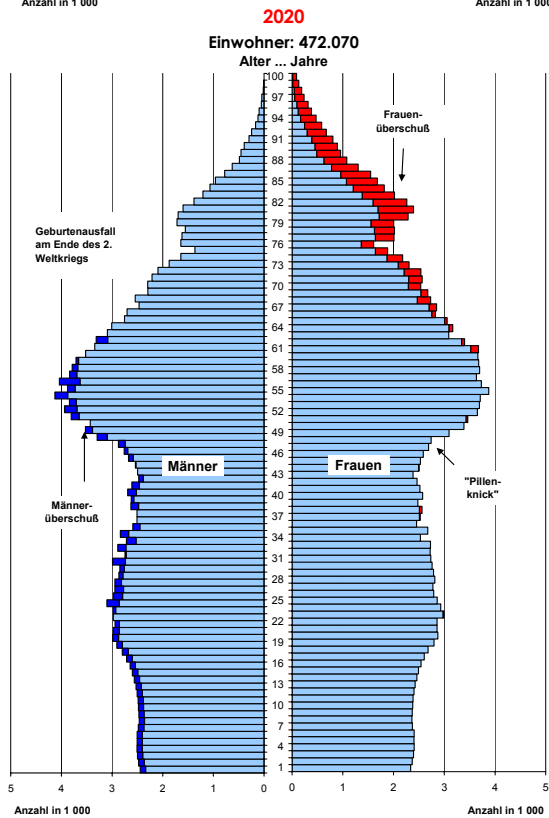 Anzahl in 1 000 Anzahl in 1 000
2020
Einwohner: 472.070
Alter ... Jahre
100
97
94
91
88
85
82
79
76
73
70
67
64
61
58
55
52
49
46
43
40
37
34
31
28
25
22
19
16
13
10
7
4
1
Frauen-
überschuß
Geburtenausfall
am Ende des 2.
Weltkriegs
Männer
Frauen
Männer-
überschuß
"Pillen-
knick"
5 4 3 2 1 0 0 1 2 3 4 5
Anzahl in 1 000 Anzahl in 1 000